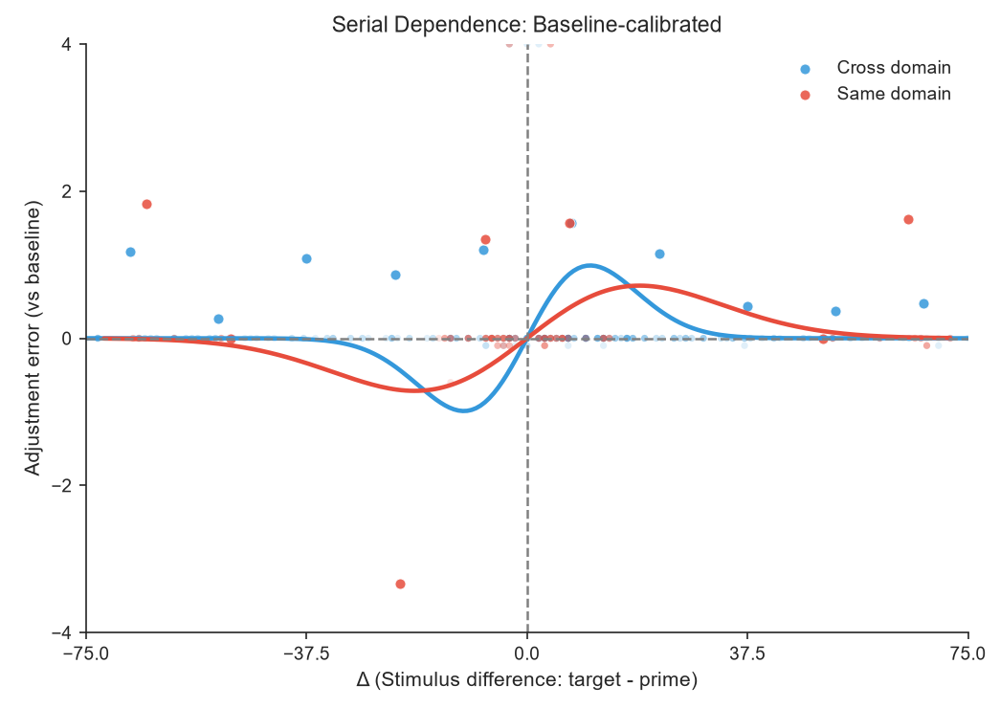 Serial Dependence: Baseline-calibrated
4
2
0
−2
−4
Adjustment error (vs baseline)
Cross domain
Same domain
−75.0
−37.5
0.0
37.5
75.0
Δ (Stimulus difference: target - prime)